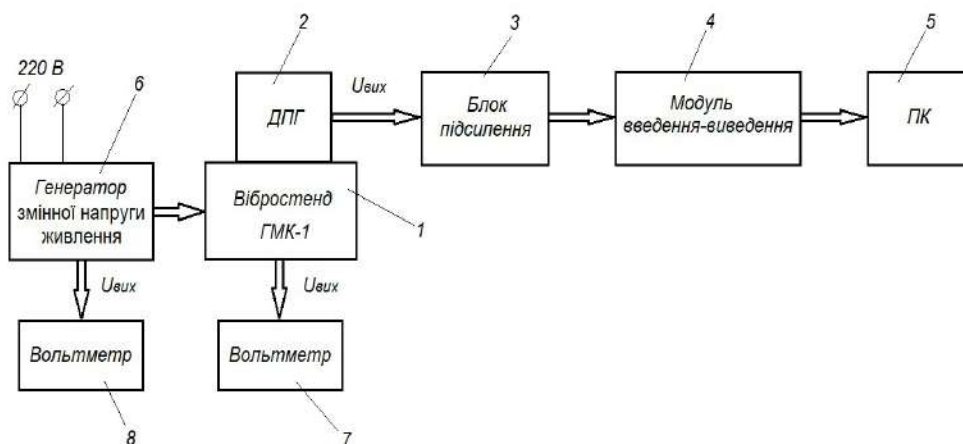 2
3
4
5
220 В
6
Uвих
ДПГ
Блок
підсилення
Модуль
введення-виведення
ПК
Генератор
змінної напруги
живлення
Вібростенд
ГМК-1
1
Uвих
Uвих
Вольтметр
Вольтметр
8
7